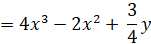 = 4x³ − 2x² + 3/4 y